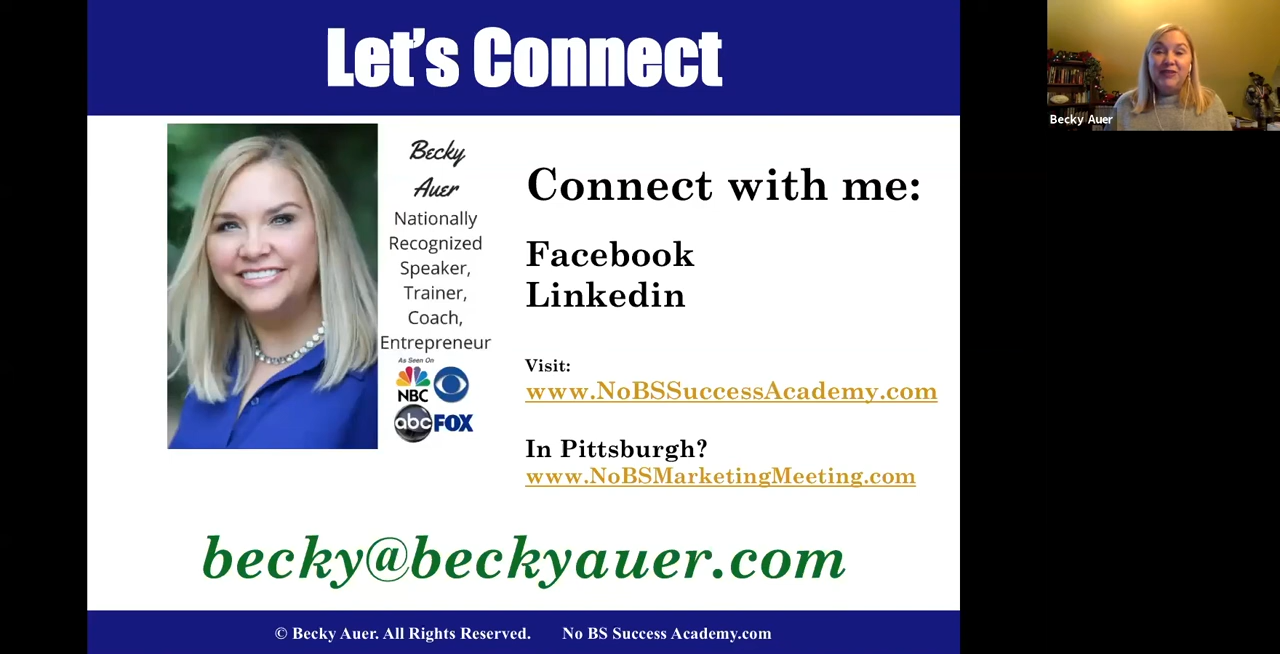 Let's Connect
Becky
Auer
Nationally
Recognized
Speaker,
Trainer,
Coach,
Entrepreneur
As Seen On
NBC
abc FOX
Connect with me:
Facebook
Linkedin
Visit:
www.NoBSSuccessAcademy.com
In Pittsburgh?
www.NoBSMarketingMeeting.com
becky@beckyauer.com
© Becky Auer. All Rights Reserved. No BS Success Academy.com
Becky Auer